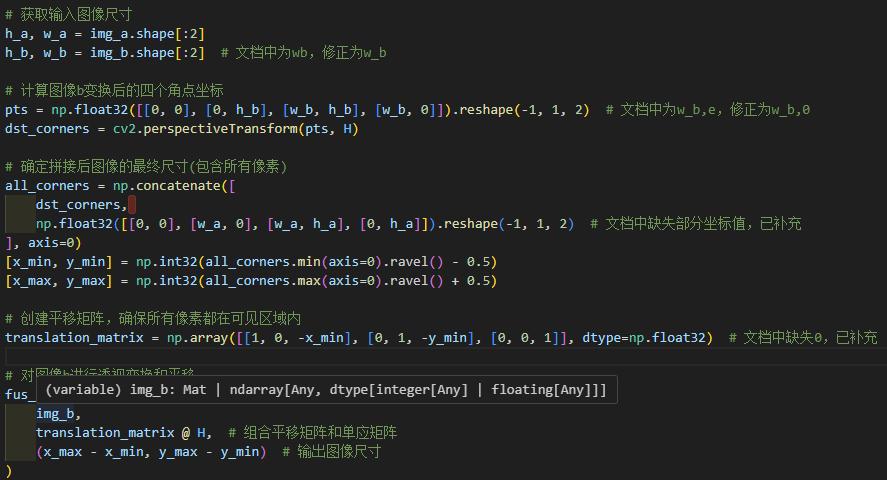 # 获取输入图像尺寸
h_a, w_a = img_a.shape[:2]
h_b, w_b = img_b.shape[:2]  # 文档中为wb，修正为w_b
# 计算图像b变换后的四个角点坐标
pts = np.float32([[0, 0], [0, h_b], [w_b, h_b], [w_b, 0]]).reshape(-1, 1, 2)  # 文档中为w_b,e，修正为w_b,0
dst_corners = cv2.perspectiveTransform(pts, H)
# 确定拼接后图像的最终尺寸(包含所有像素)
all_corners = np.concatenate([
dst_corners,
np.float32([[0, 0], [w_a, 0], [w_a, h_a], [0, h_a]]).reshape(-1, 1, 2)  # 文档中缺失部分坐标值，已补充
], axis=0)
[x_min, y_min] = np.int32(all_corners.min(axis=0).ravel() - 0.5)
[x_max, y_max] = np.int32(all_corners.max(axis=0).ravel() + 0.5)
# 创建平移矩阵，确保所有像素都在可见区域内
translation_matrix = np.array([[1, 0, -x_min], [0, 1, -y_min], [0, 0, 1]], dtype=np.float32)  # 文档中缺失0，已补充
# 对图像b进行透视变换和平移
(variable) img_b: Mat | ndarray[Any, dtype[integer[Any] | floating[Any]]]
fus_
img_b,
translation_matrix @ H,  # 组合平移矩阵和单应矩阵
(x_max - x_min, y_max - y_min)  # 输出图像尺寸
)